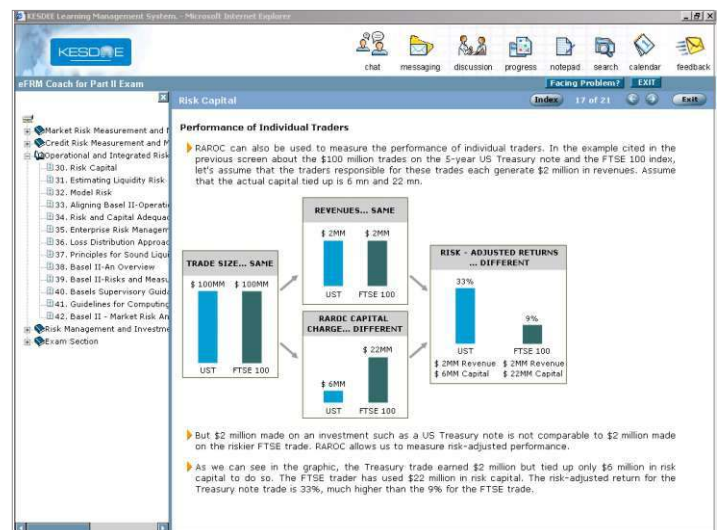 KESDEE Learning Management System. - Microsoft Internet Explorer
KESDEE
chat messaging discussion progress notepad search calendar feedback
eFRM Coach for Part II Exam
Facing Problem? EXIT
Risk Capital
Index 17 of 21 Exit
Market Risk Measurement and M
Credit Risk Measurement and M
Operational and Integrated Risk
30. Risk Capital
31. Estimating Liquidity Risk
32. Model Risk
33. Aligning Basel II-Operati
34. Risk and Capital Adequac
35. Enterprise Risk Managem
36. Loss Distribution Approac
37. Principles for Sound Liqui
38. Basel II-An Overview
39. Basel II-Risks and Measu
40. Basels Supervisory Guida
41. Guidelines for Computing
42. Basel II - Market Risk An
Risk Management and Investme
Exam Section
Performance of Individual Traders
RAROC can also be used to measure the performance of individual traders. In the example cited in the
previous screen about the $100 million trades on the 5-year US Treasury note and the FTSE 100 index,
let's assume that the traders responsible for these trades each generate $2 million in revenues. Assume
that the actual capital tied up is 6 mn and 22 mn.
TRADE SIZE... SAME
$ 100MM $ 100MM
UST FTSE 100
REVENUES... SAME
$ 2MM $ 2MM
UST FTSE 100
RAROC CAPITAL
CHARGE... DIFFERENT
$ 22MM
$ 6MM
UST FTSE 100
RISK - ADJUSTED RETURNS
... DIFFERENT
33%
9%
UST FTSE 100
$ 2MM Revenue $ 2MM Revenue
$ 6MM Capital $ 22MM Capital
But $2 million made on an investment such as a US Treasury note is not comparable to $2 million made
on the riskier FTSE trade. RAROC allows us to measure risk-adjusted performance.
As we can see in the graphic, the Treasury trade earned $2 million but tied up only $6 million in risk
capital to do so. The FTSE trader has used $22 million in risk capital. The risk-adjusted return for the
Treasury note trade is 33%, much higher than the 9% for the FTSE trade.